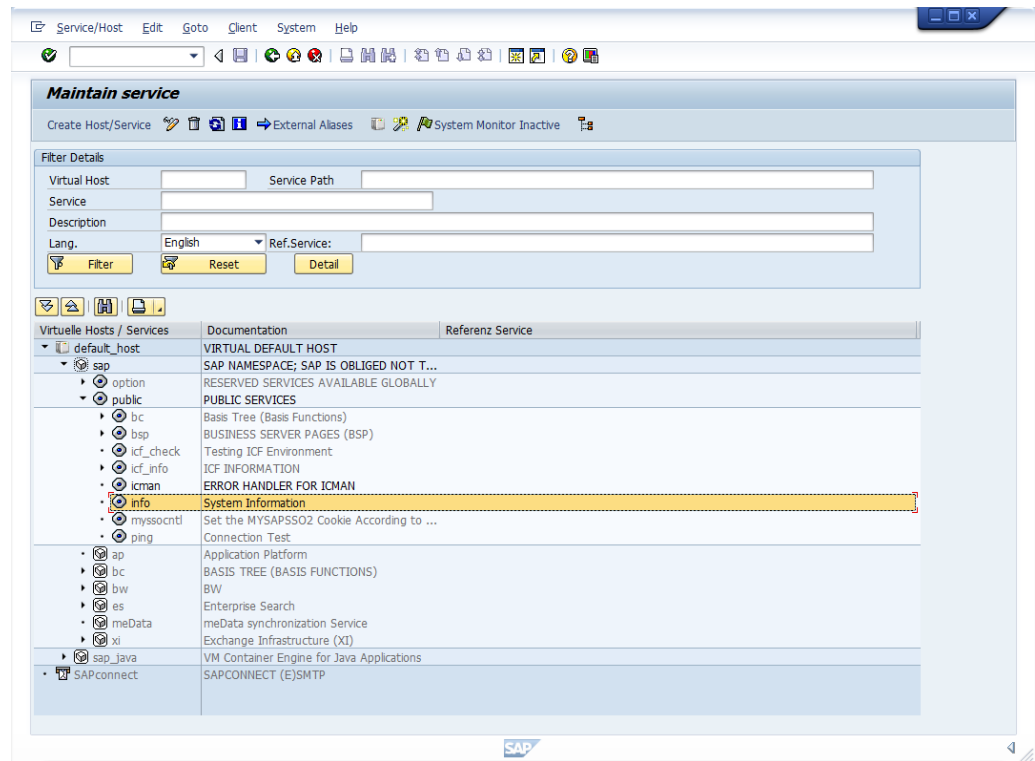 Service/Host Edit Goto Client System Help
Maintain service
Create Host/Service External Aliases System Monitor Inactive
Filter Details
Virtual Host Service Path
Service
Description
Lang. English Ref.Service:
Filter Reset Detail
Virtuelle Hosts / Services Documentation Referenz Service
default_host VIRTUAL DEFAULT HOST
sap SAP NAMESPACE; SAP IS OBLIGED NOT T...
option RESERVED SERVICES AVAILABLE GLOBALLY
public PUBLIC SERVICES
bc Basis Tree (Basis Functions)
bsp BUSINESS SERVER PAGES (BSP)
icf_check Testing ICF Environment
icf_info ICF INFORMATION
icman ERROR HANDLER FOR ICMAN
info System Information
myssocntl Set the MYSAPSSO2 Cookie According to ...
ping Connection Test
ap Application Platform
bc BASIS TREE (BASIS FUNCTIONS)
bw BW
es Enterprise Search
meData meData synchronization Service
xi Exchange Infrastructure (XI)
sap_java VM Container Engine for Java Applications
SAPconnect SAPCONNECT (E)SMTP
SAP